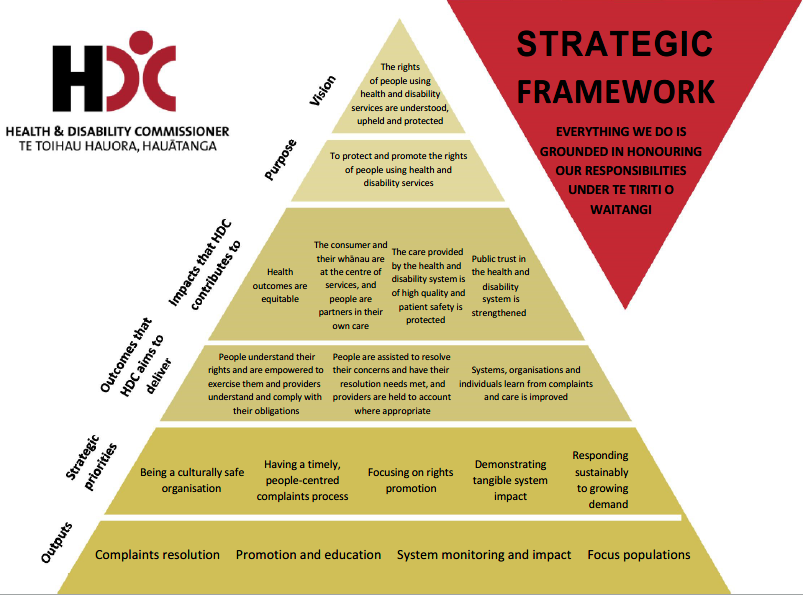 HDC
HEALTH & DISABILITY COMMISSIONER
TE TOIHAU HAUORA, HAUĀTANGA
STRATEGIC
FRAMEWORK
EVERYTHING WE DO IS
GROUNDED IN HONOURING
OUR RESPONSIBILITIES
UNDER TE TIRITI O
WAITANGI
Vision
The rights
of people using
health and disability
services are understood,
upheld and protected
Purpose
To protect and promote the rights
of people using health and
disability services
Impacts that HDC
contributes to
Health
outcomes are
equitable
The consumer and
their whānau are
at the centre of
services, and
people are
partners in their
own care
The care provided
by the health and
disability system is
of high quality and
patient safety is
protected
Public trust in
the health and
disability
system is
strengthened
Outcomes that
HDC aims to
deliver
People understand their
rights and are empowered to
exercise them and providers
understand and comply with
their obligations
People are assisted to resolve
their concerns and have their
resolution needs met, and
providers are held to account
where appropriate
Systems, organisations and
individuals learn from complaints
and care is improved
Strategic
priorities
Being a culturally safe
organisation
Having a timely,
people-centred
complaints process
Focusing on rights
promotion
Demonstrating
tangible system
impact
Responding
sustainably
to growing
demand
Outputs
Complaints resolution
Promotion and education
System monitoring and impact
Focus populations